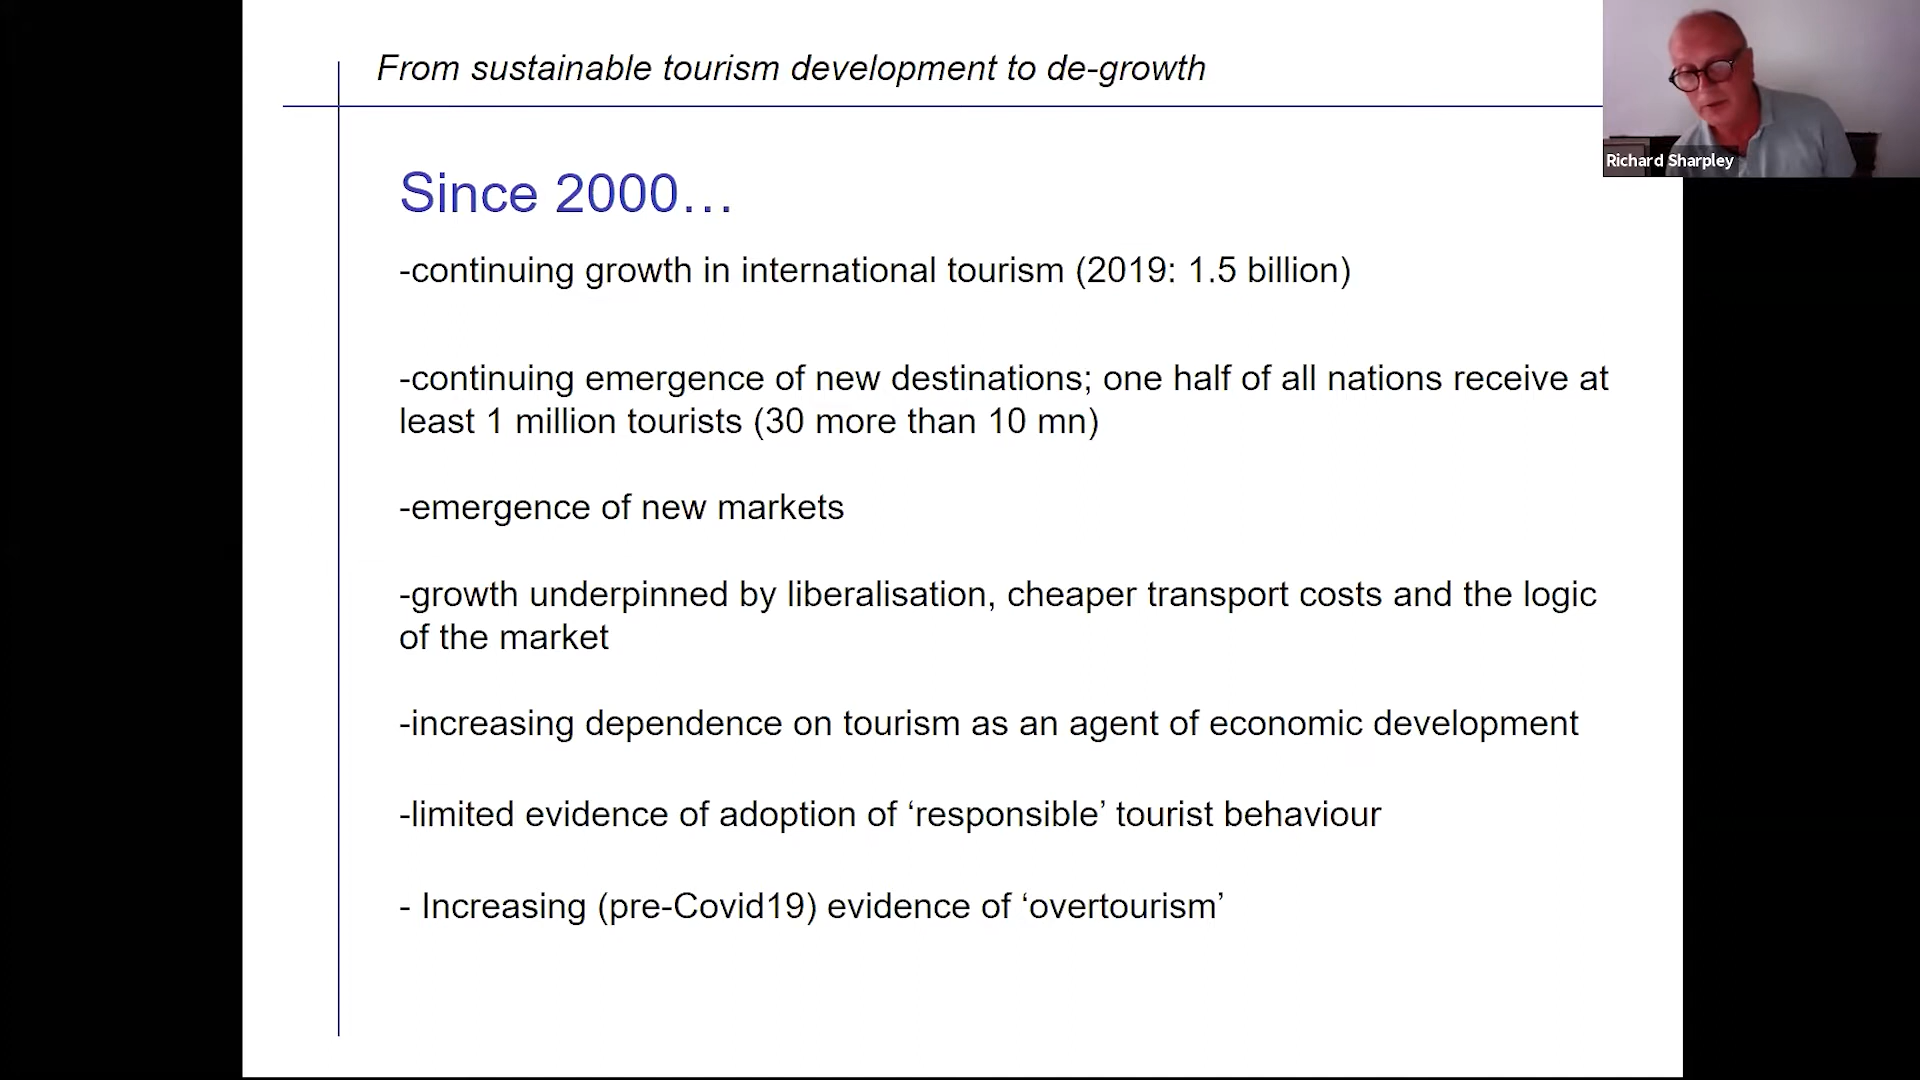 From sustainable tourism development to de-growth
Richard Sharpley
Since 2000…
-continuing growth in international tourism (2019: 1.5 billion)
-continuing emergence of new destinations; one half of all nations receive at
least 1 million tourists (30 more than 10 mn)
-emergence of new markets
-growth underpinned by liberalisation, cheaper transport costs and the logic
of the market
-increasing dependence on tourism as an agent of economic development
-limited evidence of adoption of ‘responsible’ tourist behaviour
- Increasing (pre-Covid19) evidence of ‘overtourism’